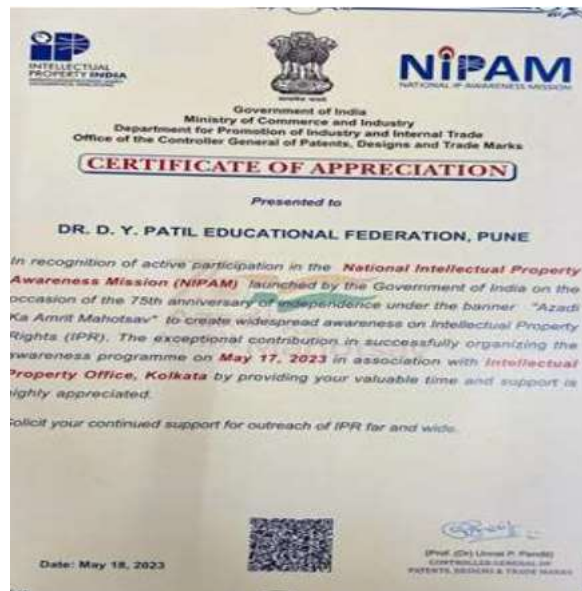 INTELLECTUAL
PROPERTY INDIA
NIPAM
NATIONAL IP AWARENESS MISSION
Government of India
Ministry of Commerce and Industry
Department for Promotion of Industry and Internal Trade
Office of the Controller General of Patents, Designs and Trade Marks
CERTIFICATE OF APPRECIATION
Presented to
DR. D. Y. PATIL EDUCATIONAL FEDERATION, PUNE
In recognition of active participation in the National Intellectual Property
Awareness Mission (NIPAM) launched by the Government of India on the
occasion of the 75th anniversary of independence under the banner "Azadi
Ka Amrit Mahotsav" to create widespread awareness on Intellectual Property
Rights (IPR). The exceptional contribution in successfully organizing the
awareness programme on May 17, 2023 in association with Intellectual
Property Office, Kolkata by providing your valuable time and support is
highly appreciated.
Solicit your continued support for outreach of IPR far and wide.
Date: May 18, 2023
(Prof. (Dr) Unnat P. Pandit)
CONTROLLER GENERAL OF
PATENTS, DESIGNS & TRADE MARKS